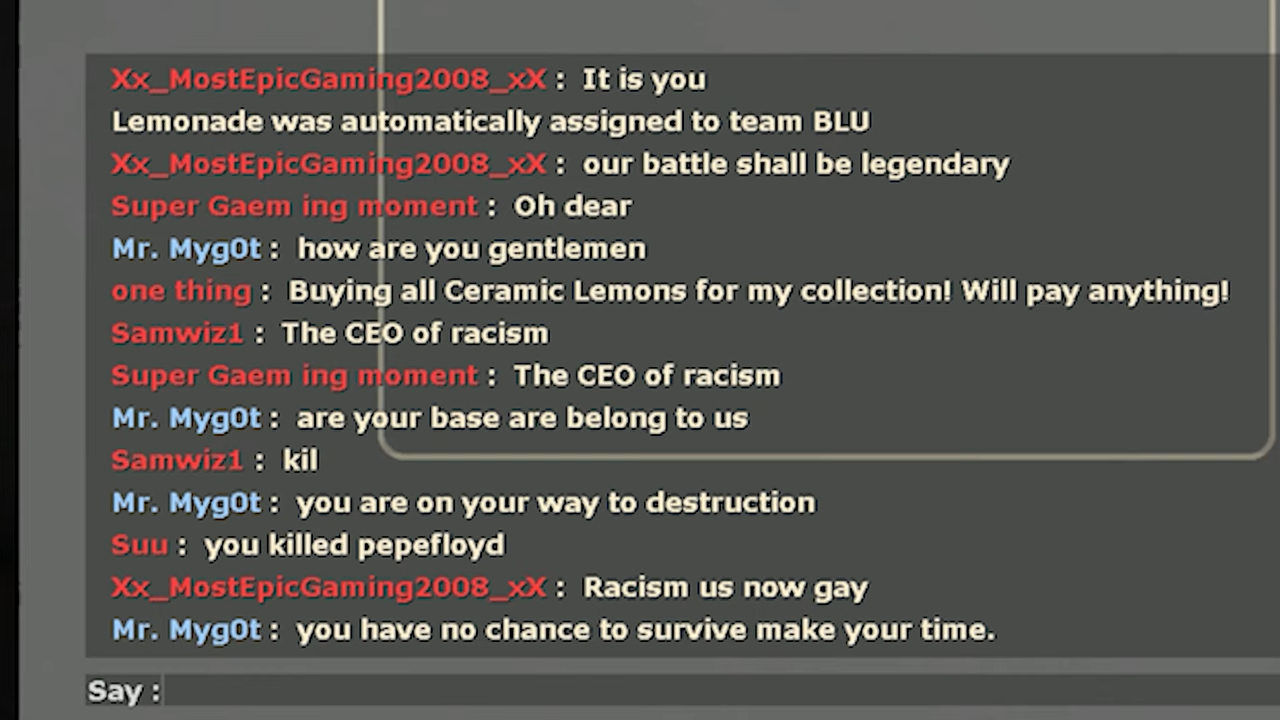 Xx_MostEpicGaming2008_xX : It is you
Lemonade was automatically assigned to team BLU
Xx_MostEpicGaming2008_xX : our battle shall be legendary
Super Gaem ing moment : Oh dear
Mr. Myg0t : how are you gentlemen
one thing : Buying all Ceramic Lemons for my collection! Will pay anything!
Samwiz1 : The CEO of racism
Super Gaem ing moment : The CEO of racism
Mr. Myg0t : are your base are belong to us
Samwiz1 : kil
Mr. Myg0t : you are on your way to destruction
Suu : you killed pepefloyd
Xx_MostEpicGaming2008_xX : Racism us now gay
Mr. Myg0t : you have no chance to survive make your time.
Say :